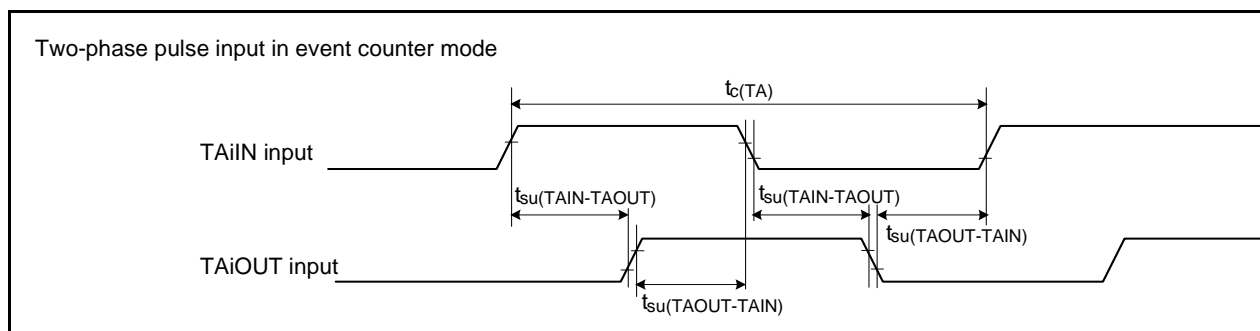 Two-phase pulse input in event counter mode
tc(TA)
TAiIN input
tsu(TAIN-TAOUT)
tsu(TAIN-TAOUT)
tsu(TAOUT-TAIN)
TAiOUT input
tsu(TAOUT-TAIN)